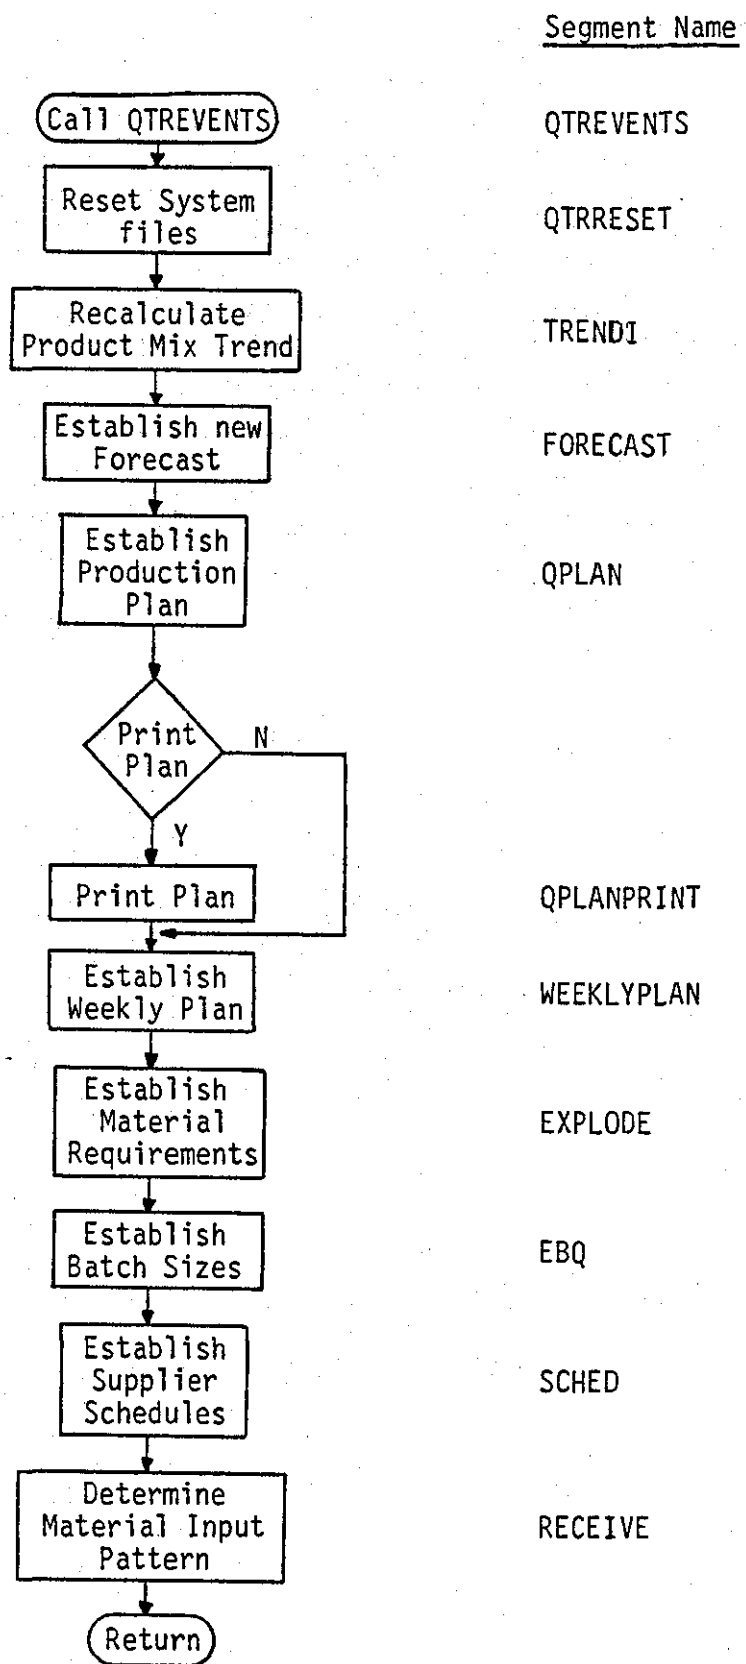 Segment Name
Call QTREVENTS
QTREVENTS
Reset System
files
QTRRESET
Recalculate
Product Mix Trend
TRENDI
Establish new
Forecast
FORECAST
Establish
Production
Plan
QPLAN
Print
Plan
N
Y
Print Plan
QPLANPRINT
Establish
Weekly Plan
WEEKLYPLAN
Establish
Material
Requirements
EXPLODE
Establish
Batch Sizes
EBQ
Establish
Supplier
Schedules
SCHED
Determine
Material Input
Pattern
RECEIVE
Return